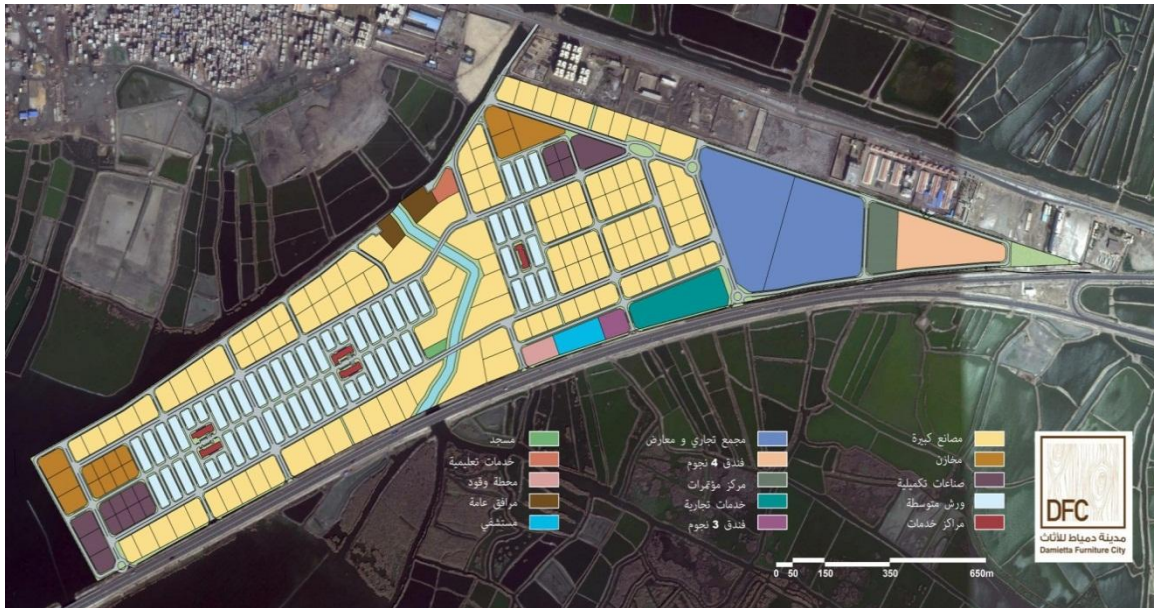 مصانع كبيرة
مخازن
صناعات تكميلية
ورش متوسطة
مراكز خدمات
مجمع تجاري و معارض
فندق 4 نجوم
مركز مؤتمرات
خدمات تجارية
فندق 3 نجوم
مسجد
خدمات تعليمية
محطة وقود
مرافق عامة
مستشفي
0 50 150 350 650m
DFC
مدينة دمياط للأثاث
Damietta Furniture City